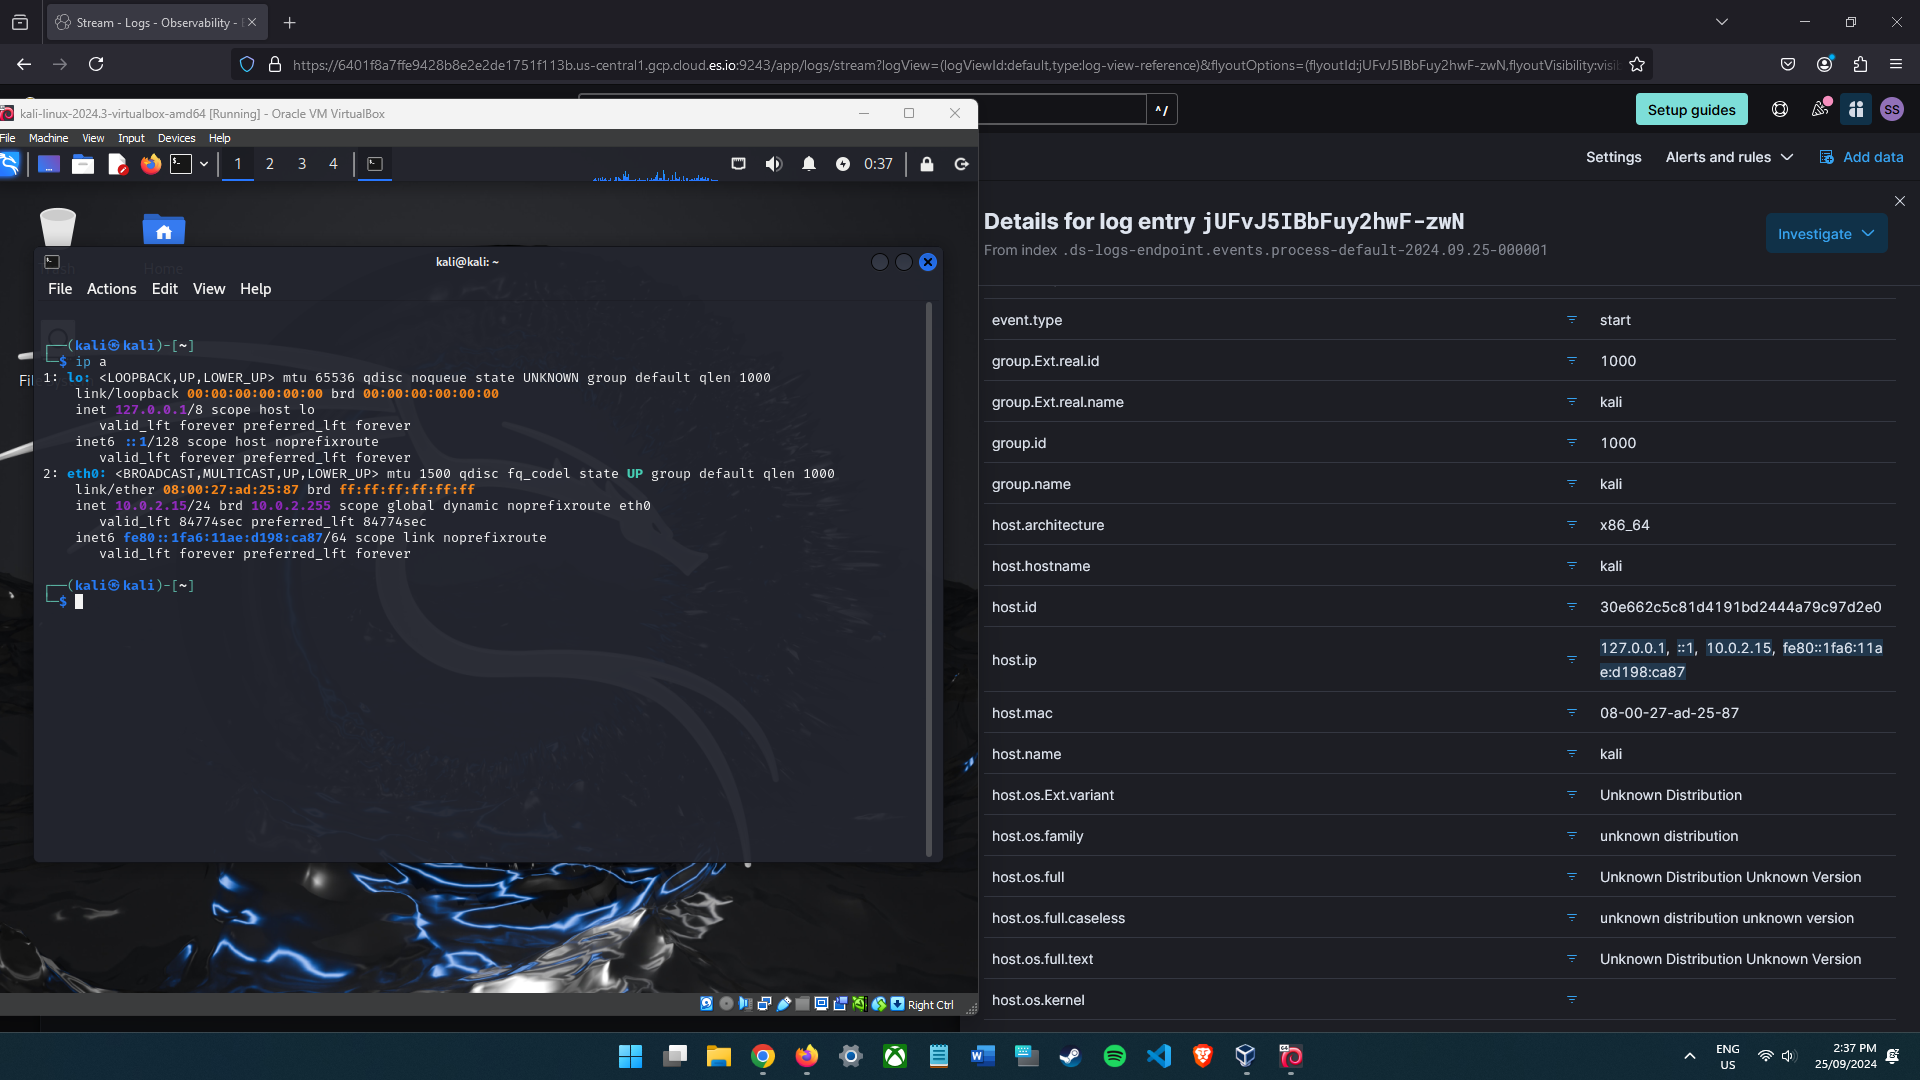 Stream - Logs - Observability -
https://6401f8a7ffe9428b8e2e2de1751f113b.us-central1.gcp.cloud.es.io:9243/app/logs/stream?logView=(logViewId:default,type:log-view-reference)&flyoutOptions=(flyoutId:jUFvJ5IBbFuy2hwF-zwN,flyoutVisibility:visib
kali-linux-2024.3-virtualbox-amd64 [Running] - Oracle VM VirtualBox
File Machine View Input Devices Help
^/
Setup guides
SS
1 2 3 4
0:37
Settings
Alerts and rules
Add data
Details for log entry jUFvJ5IBbFuy2hwF-zwN
From index .ds-logs-endpoint.events.process-default-2024.09.25-000001
Investigate
Home
kali@kali: ~
File Actions Edit View Help
(kali㉿kali)-[~]
$ ip a
1: lo: <LOOPBACK,UP,LOWER_UP> mtu 65536 qdisc noqueue state UNKNOWN group default qlen 1000
link/loopback 00:00:00:00:00:00 brd 00:00:00:00:00:00
inet 127.0.0.1/8 scope host lo
valid_lft forever preferred_lft forever
inet6 ::1/128 scope host noprefixroute
valid_lft forever preferred_lft forever
2: eth0: <BROADCAST,MULTICAST,UP,LOWER_UP> mtu 1500 qdisc fq_codel state UP group default qlen 1000
link/ether 08:00:27:ad:25:87 brd ff:ff:ff:ff:ff:ff
inet 10.0.2.15/24 brd 10.0.2.255 scope global dynamic noprefixroute eth0
valid_lft 84774sec preferred_lft 84774sec
inet6 fe80::1fa6:11ae:d198:ca87/64 scope link noprefixroute
valid_lft forever preferred_lft forever
(kali㉿kali)-[~]
$
event.type start
group.Ext.real.id 1000
group.Ext.real.name kali
group.id 1000
group.name kali
host.architecture x86_64
host.hostname kali
host.id 30e662c5c81d4191bd2444a79c97d2e0
host.ip 127.0.0.1, ::1, 10.0.2.15, fe80::1fa6:11a
e:d198:ca87
host.mac 08-00-27-ad-25-87
host.name kali
host.os.Ext.variant Unknown Distribution
host.os.family unknown distribution
host.os.full Unknown Distribution Unknown Version
host.os.full.caseless unknown distribution unknown version
host.os.full.text Unknown Distribution Unknown Version
host.os.kernel
Right Ctrl
ENG
US
2:37 PM
25/09/2024